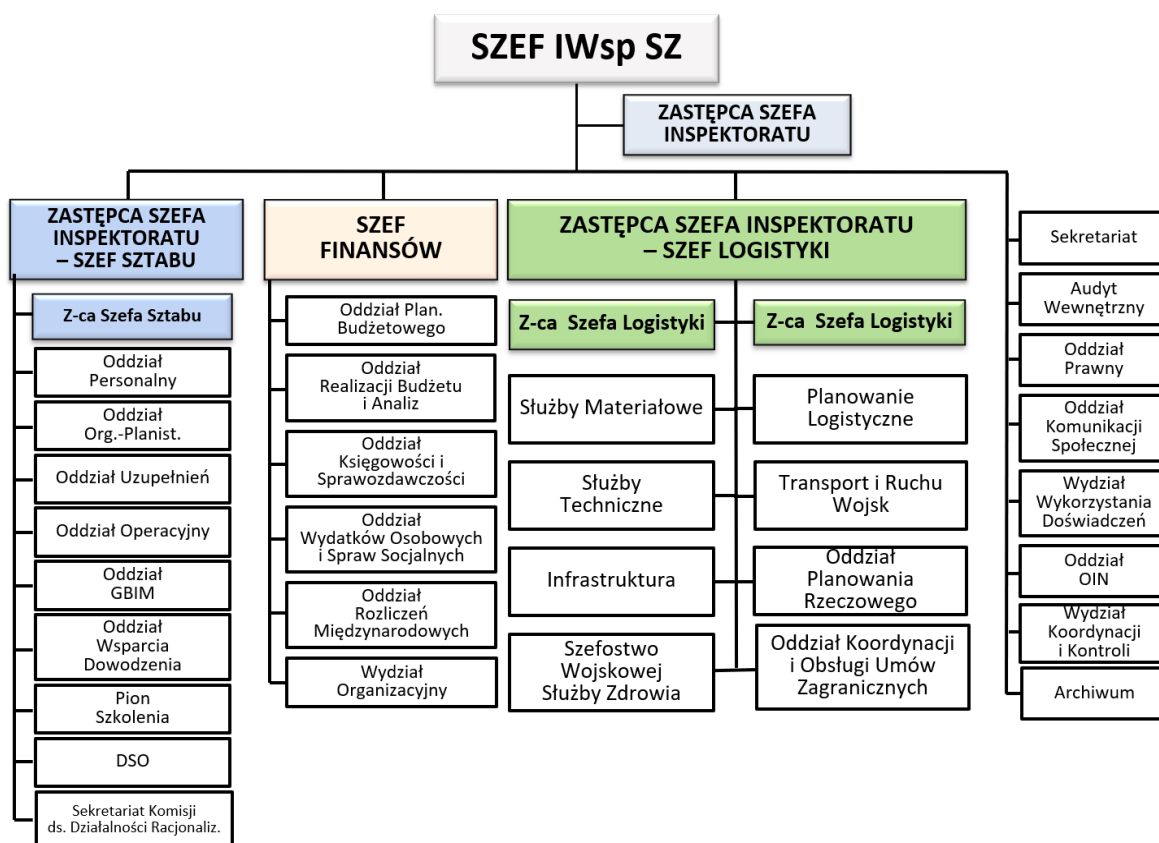 SZEF IWsp SZ
ZASTĘPCA SZEFA
INSPEKTORATU
ZASTĘPCA SZEFA
INSPEKTORATU
– SZEF SZTABU
Z-ca Szefa Sztabu
Oddział
Personalny
Oddział
Org.-Planist.
Oddział Uzupełnień
Oddział Operacyjny
Oddział
GBIM
Oddział
Wsparcia
Dowodzenia
Pion
Szkolenia
DSO
Sekretariat Komisji
ds. Działalności Racjonaliz.
SZEF
FINANSÓW
Oddział Plan.
Budżetowego
Oddział
Realizacji Budżetu
i Analiz
Oddział
Księgowości i
Sprawozdawczości
Oddział
Wydatków Osobowych
i Spraw Socjalnych
Oddział
Rozliczeń
Międzynarodowych
Wydział
Organizacyjny
ZASTĘPCA SZEFA INSPEKTORATU
– SZEF LOGISTYKI
Z-ca Szefa Logistyki
Służby Materiałowe
Służby
Techniczne
Infrastruktura
Szefostwo
Wojskowej
Służby Zdrowia
Z-ca Szefa Logistyki
Planowanie
Logistyczne
Transport i Ruchu
Wojsk
Oddział
Planowania
Rzeczowego
Oddział Koordynacji
i Obsługi Umów
Zagranicznych
Sekretariat
Audyt
Wewnętrzny
Oddział
Prawny
Oddział
Komunikacji
Społecznej
Wydział
Wykorzystania
Doświadczeń
Oddział
OIN
Wydział
Koordynacji
i Kontroli
Archiwum